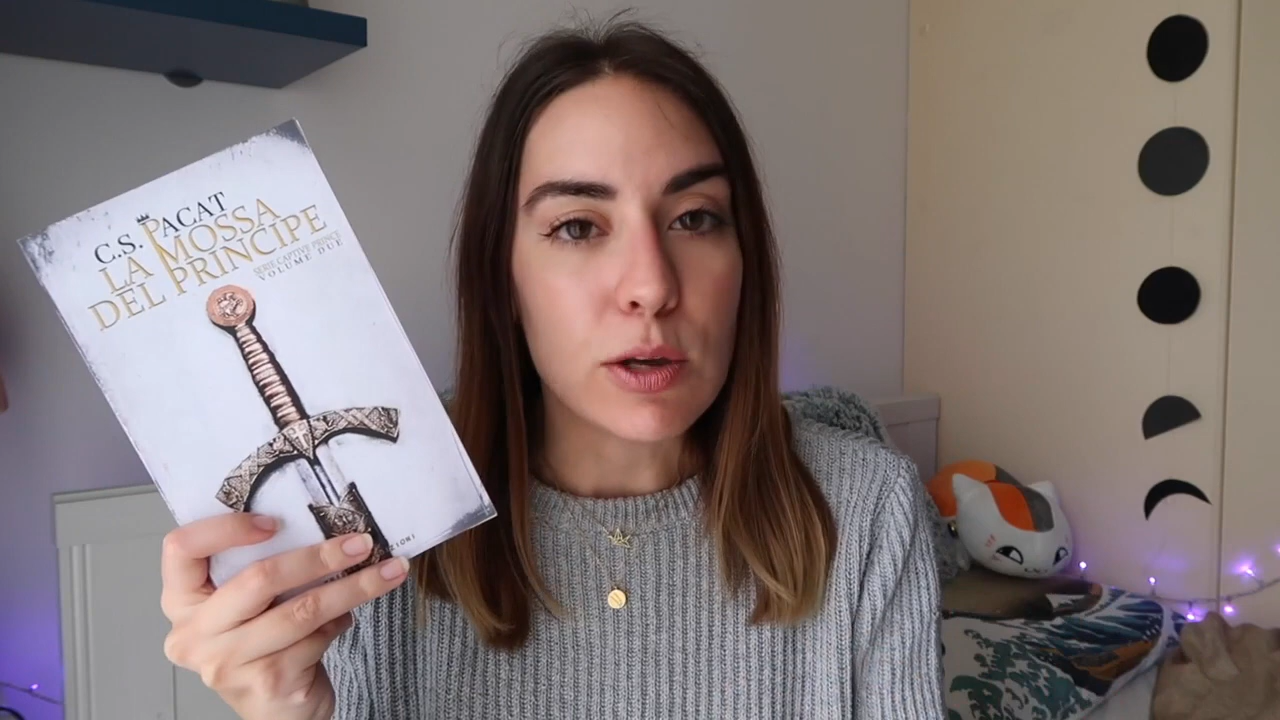 C.S. PACAT
LA MOSSA
DEL PRINCIPE
SERIE CAPTIVE PRINCE
VOLUME DUE